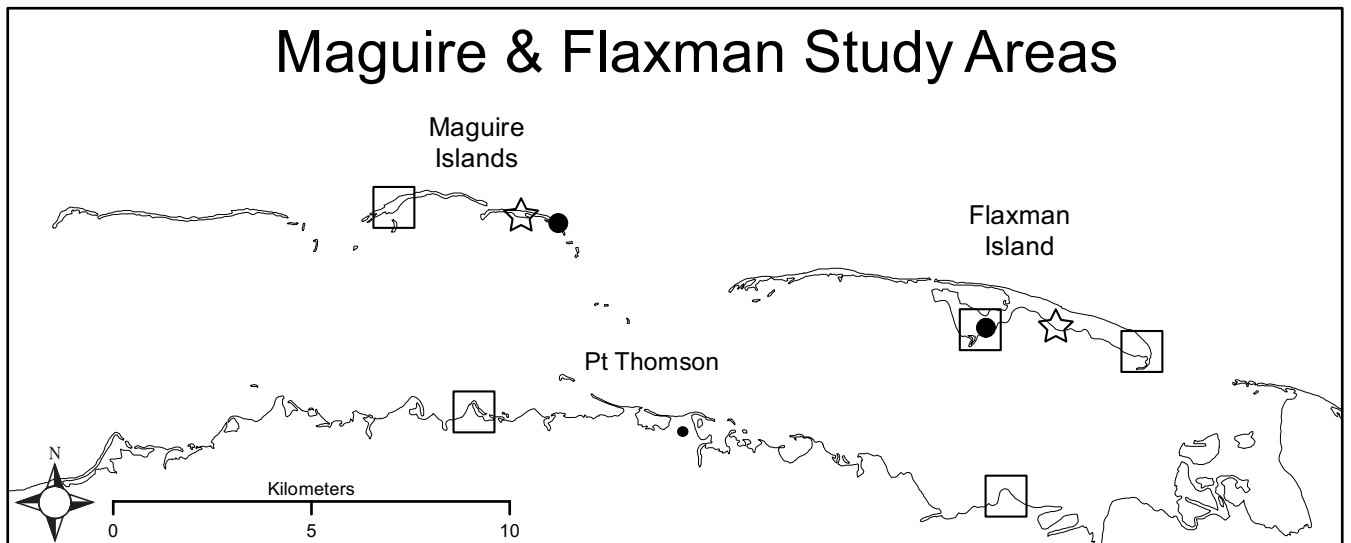 Maguire & Flaxman Study Areas
Maguire
Islands
Flaxman
Island
Pt Thomson
N
Kilometers
0 5 10